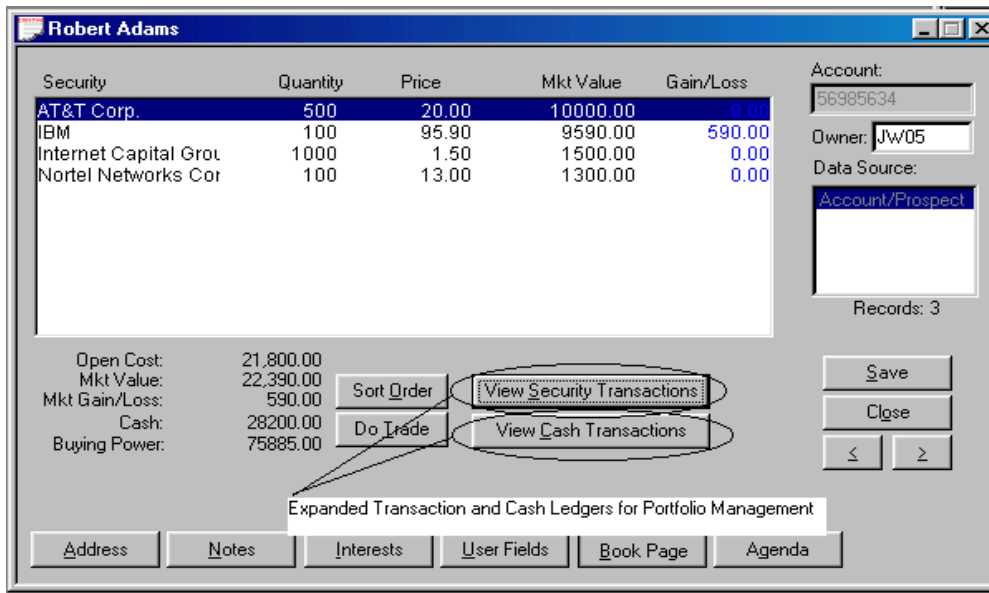 Robert Adams
Security Quantity Price Mkt Value Gain/Loss
AT&T Corp. 500 20.00 10000.00 0.00
IBM 100 95.90 9590.00 590.00
Internet Capital Grou 1000 1.50 1500.00 0.00
Nortel Networks Cor 100 13.00 1300.00 0.00
Account:
56985634
Owner: JW05
Data Source:
Account/Prospect
Records: 3
Open Cost: 21,800.00
Mkt Value: 22,390.00
Mkt Gain/Loss: 590.00
Cash: 28200.00
Buying Power: 75885.00
Sort Order View Security Transactions
Do Trade View Cash Transactions
Save
Close
< >
Expanded Transaction and Cash Ledgers for Portfolio Management
Address Notes Interests User Fields Book Page Agenda